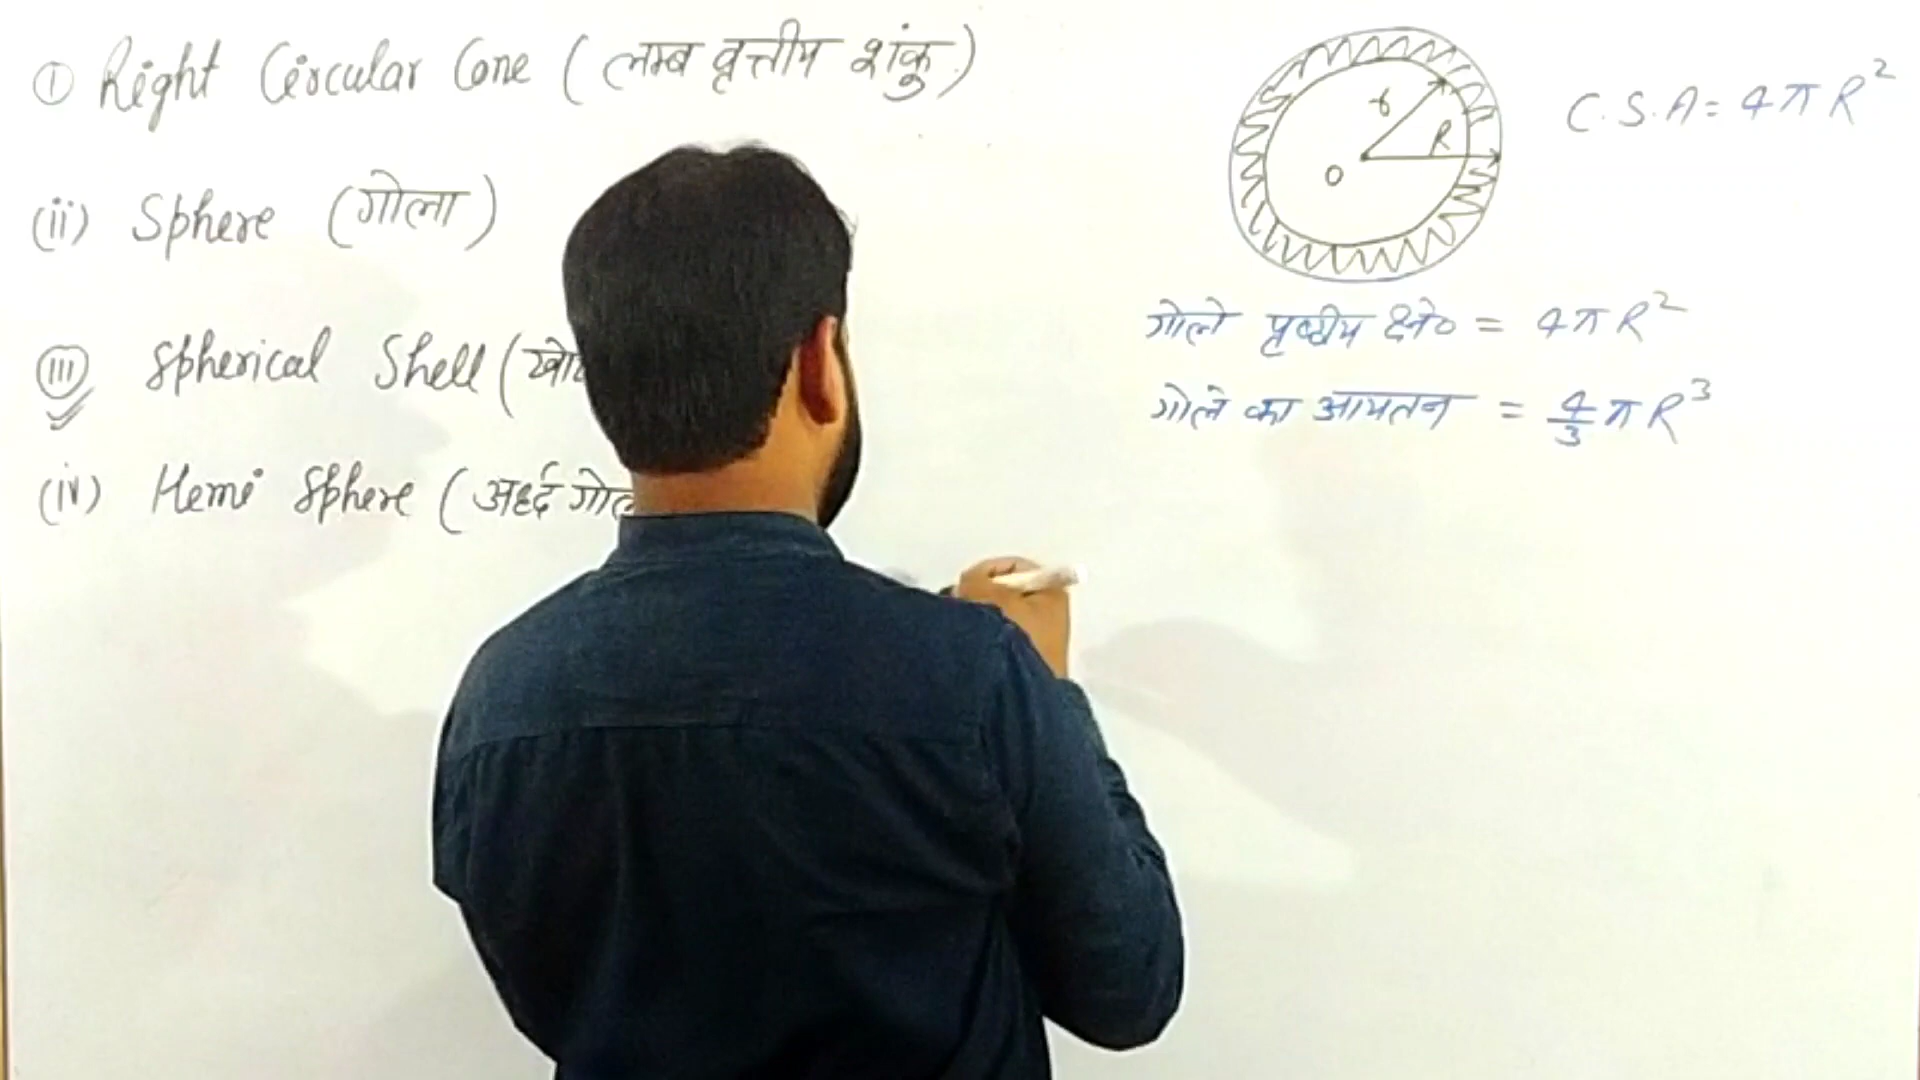 ① Right Circular Cone (लम्ब वृत्तीय शंकु)
(ii) Sphere (गोला)
(iii) Spherical Shell (
(iv) Hemi Sphere (अर्द्ध
r
R
O
C.S.A = 4πR²
गोले पृष्ठीय क्षे० = 4πR²
गोले का आयतन = 4/3 πR³